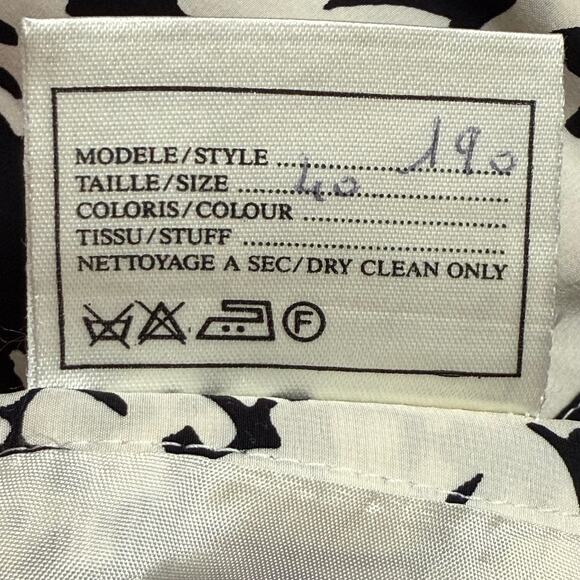 MODELE/STYLE ........................ 190
TAILLE/SIZE ........ 40 ........................
COLORIS/COLOUR ........................
TISSU/STUFF ........................
NETTOYAGE A SEC/DRY CLEAN ONLY
F